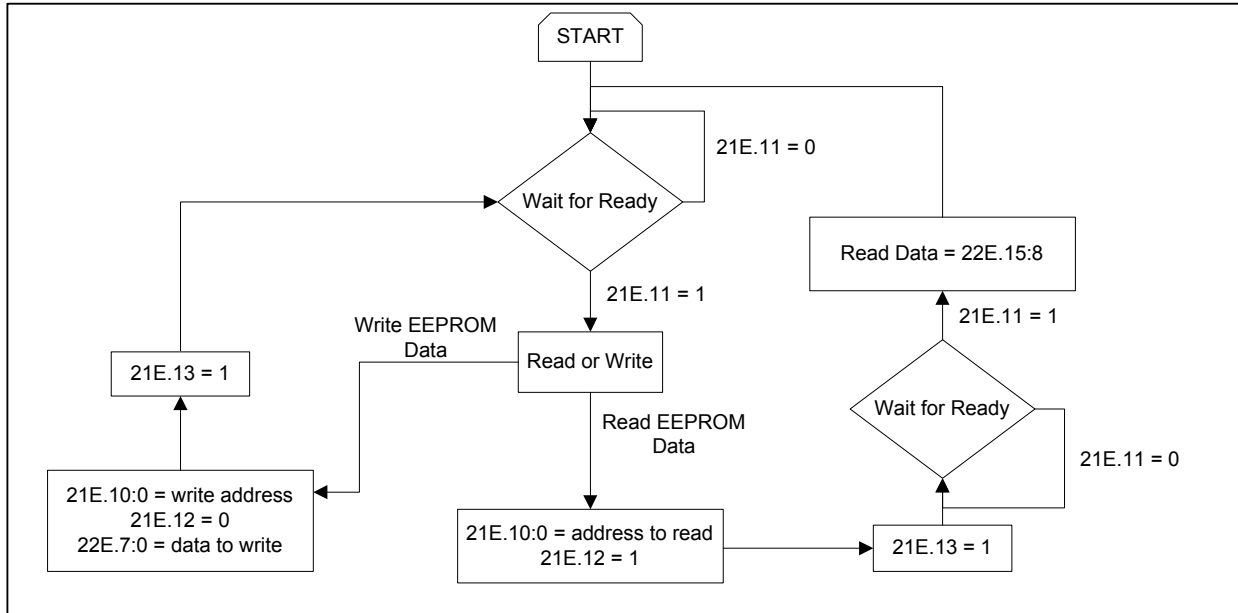 START
21E.11 = 0
Wait for Ready
21E.11 = 1
Read or Write
Write EEPROM
Data
21E.13 = 1
21E.10:0 = write address
21E.12 = 0
22E.7:0 = data to write
Read EEPROM
Data
21E.10:0 = address to read
21E.12 = 1
21E.13 = 1
21E.11 = 0
Wait for Ready
21E.11 = 1
Read Data = 22E.15:8